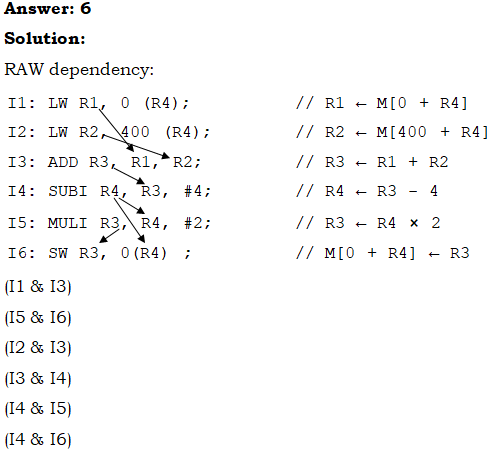 Answer: 6
Solution:
RAW dependency:
I1: LW R1, 0 (R4); // R1 ← M[0 + R4]
I2: LW R2, 400 (R4); // R2 ← M[400 + R4]
I3: ADD R3, R1, R2; // R3 ← R1 + R2
I4: SUBI R4, R3, #4; // R4 ← R3 - 4
I5: MULI R3, R4, #2; // R3 ← R4 × 2
I6: SW R3, 0(R4) ; // M[0 + R4] ← R3
(I1 & I3)
(I5 & I6)
(I2 & I3)
(I3 & I4)
(I4 & I5)
(I4 & I6)